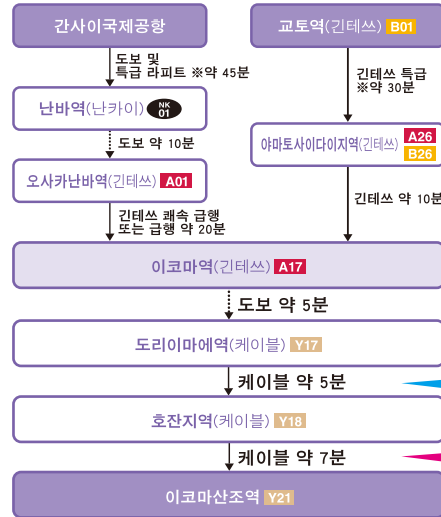 간사이국제공항
교토역(긴테쓰) B01
도보 및
특급 라피트 ※약 45분
긴테쓰 특급
※약 30분
난바역(난카이) NK 01
도보 약 10분
야마토사이다이지역(긴테쓰) A26 B26
오사카난바역(긴테쓰) A01
긴테쓰 약 10분
긴테쓰 쾌속 급행
또는 급행 약 20분
이코마역(긴테쓰) A17
도보 약 5분
도리이마에역(케이블) Y17
케이블 약 5분
호잔지역(케이블) Y18
케이블 약 7분
이코마산조역 Y21